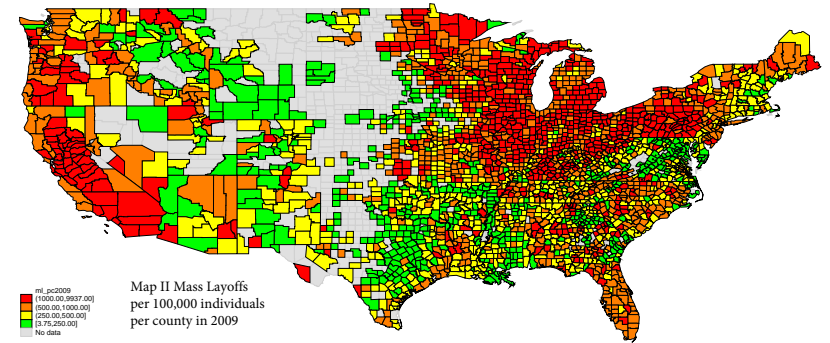 ml_pc2009
(1000.00,9937.00]
(500.00,1000.00]
(250.00,500.00]
[3.75,250.00]
No data
Map II Mass Layoffs
per 100,000 individuals
per county in 2009